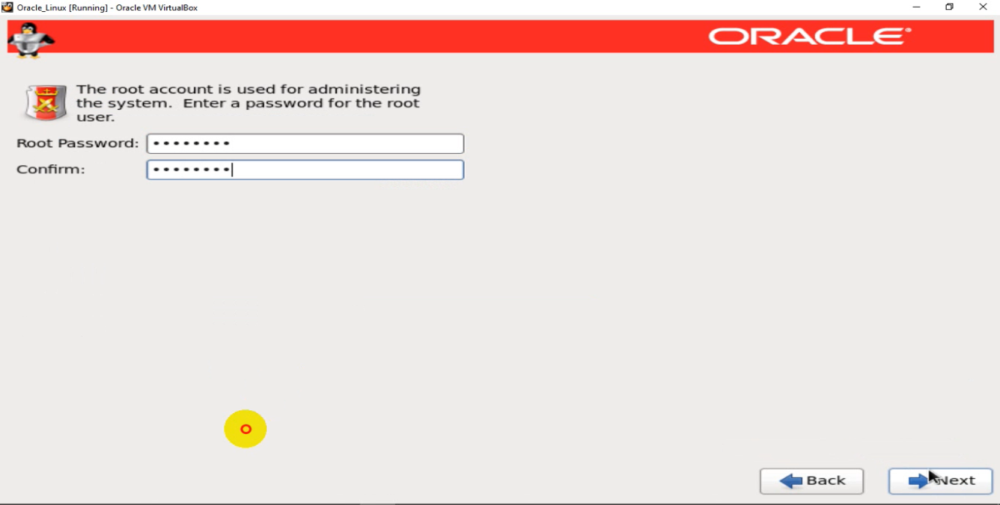 Oracle_Linux [Running] - Oracle VM VirtualBox
ORACLE®
The root account is used for administering
the system.  Enter a password for the root
user.
Root Password: ••••••••
Confirm: ••••••••
Back
Next